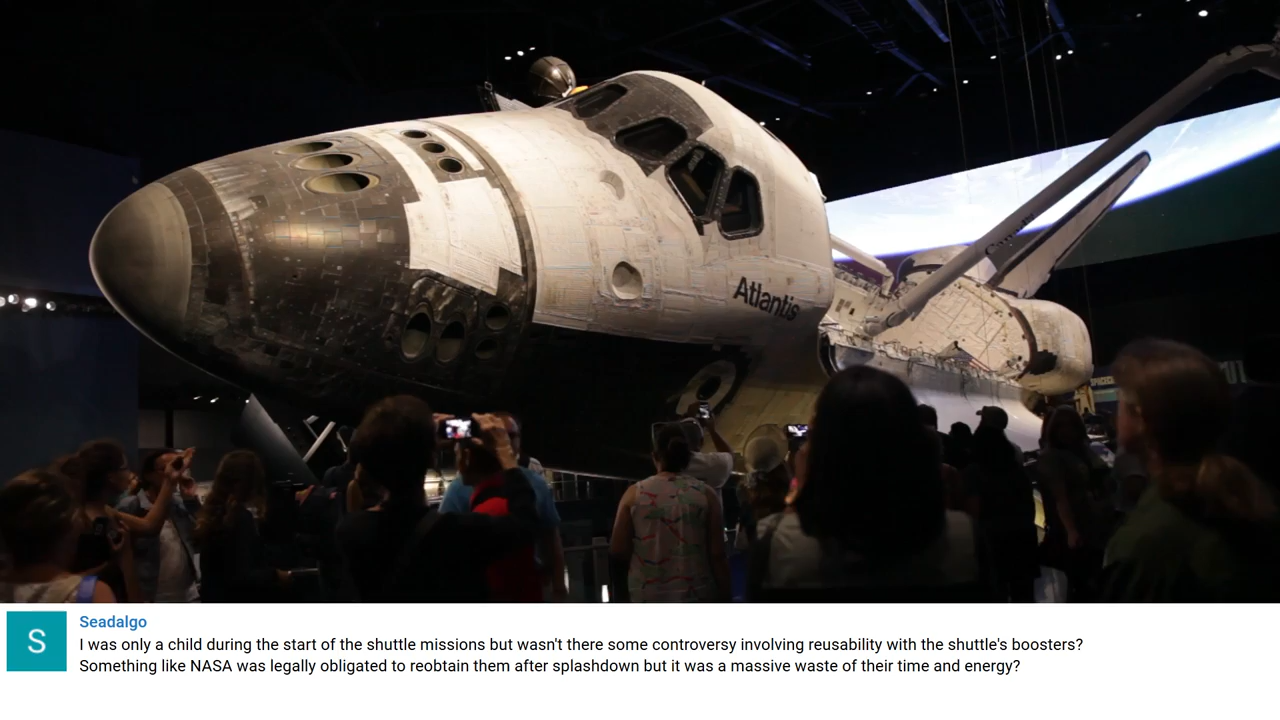 Atlantis
S
Seadalgo
I was only a child during the start of the shuttle missions but wasn't there some controversy involving reusability with the shuttle's boosters?
Something like NASA was legally obligated to reobtain them after splashdown but it was a massive waste of their time and energy?